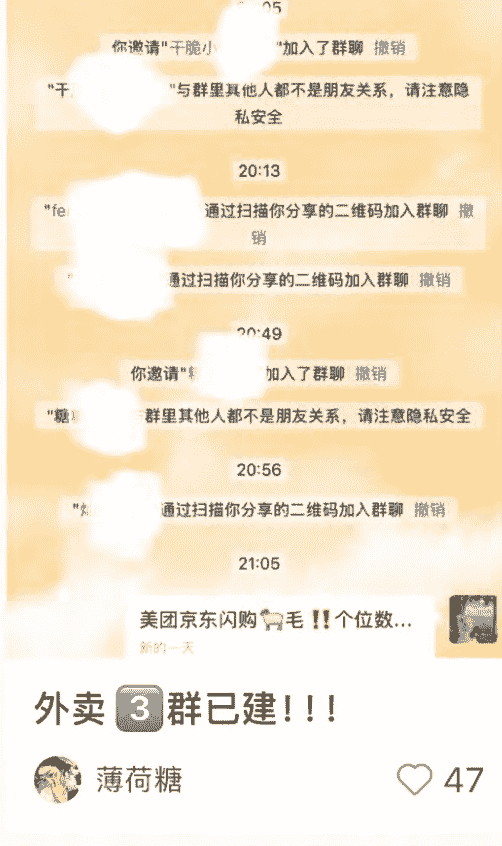 05
你邀请"干脆小"加入了群聊 撤销
"干"与群里其他人都不是朋友关系，请注意隐
私安全
20:13
"fe通过扫描你分享的二维码加入群聊 撤
销
"通过扫描你分享的二维码加入群聊 撤销
20:49
你邀请"糖加入了群聊 撤销
"糖群里其他人都不是朋友关系，请注意隐私安全
20:56
"通过扫描你分享的二维码加入群聊 撤销
21:05
美团京东闪购🐑毛‼️个位数...
新的一天
外卖3️⃣群已建!!!
薄荷糖
47